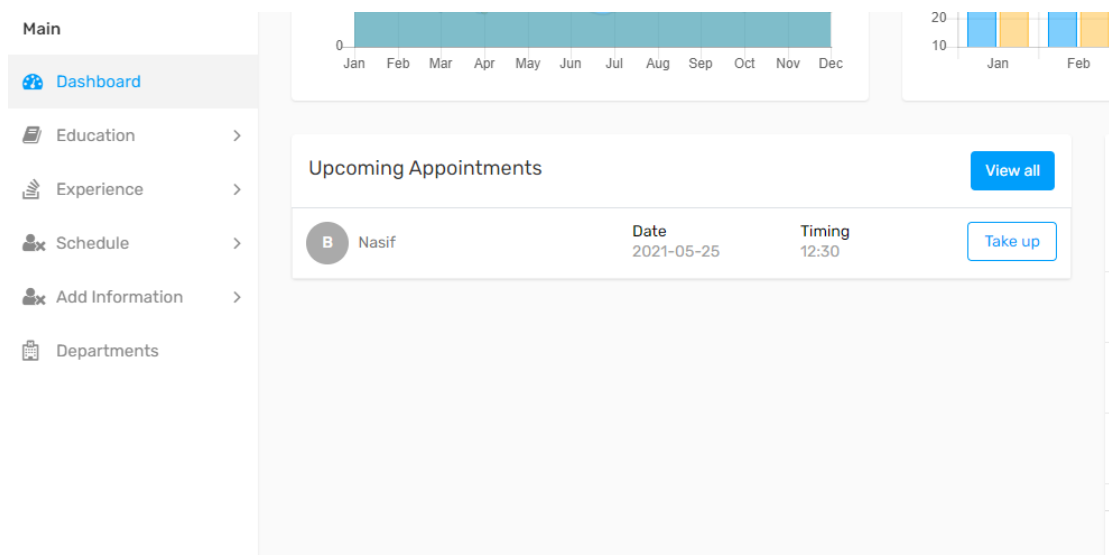 Main
Dashboard
Education
Experience
Schedule
Add Information
Departments
0
Jan Feb Mar Apr May Jun Jul Aug Sep Oct Nov Dec
20
10
Jan Feb
Upcoming Appointments
View all
B Nasif
Date
2021-05-25
Timing
12:30
Take up